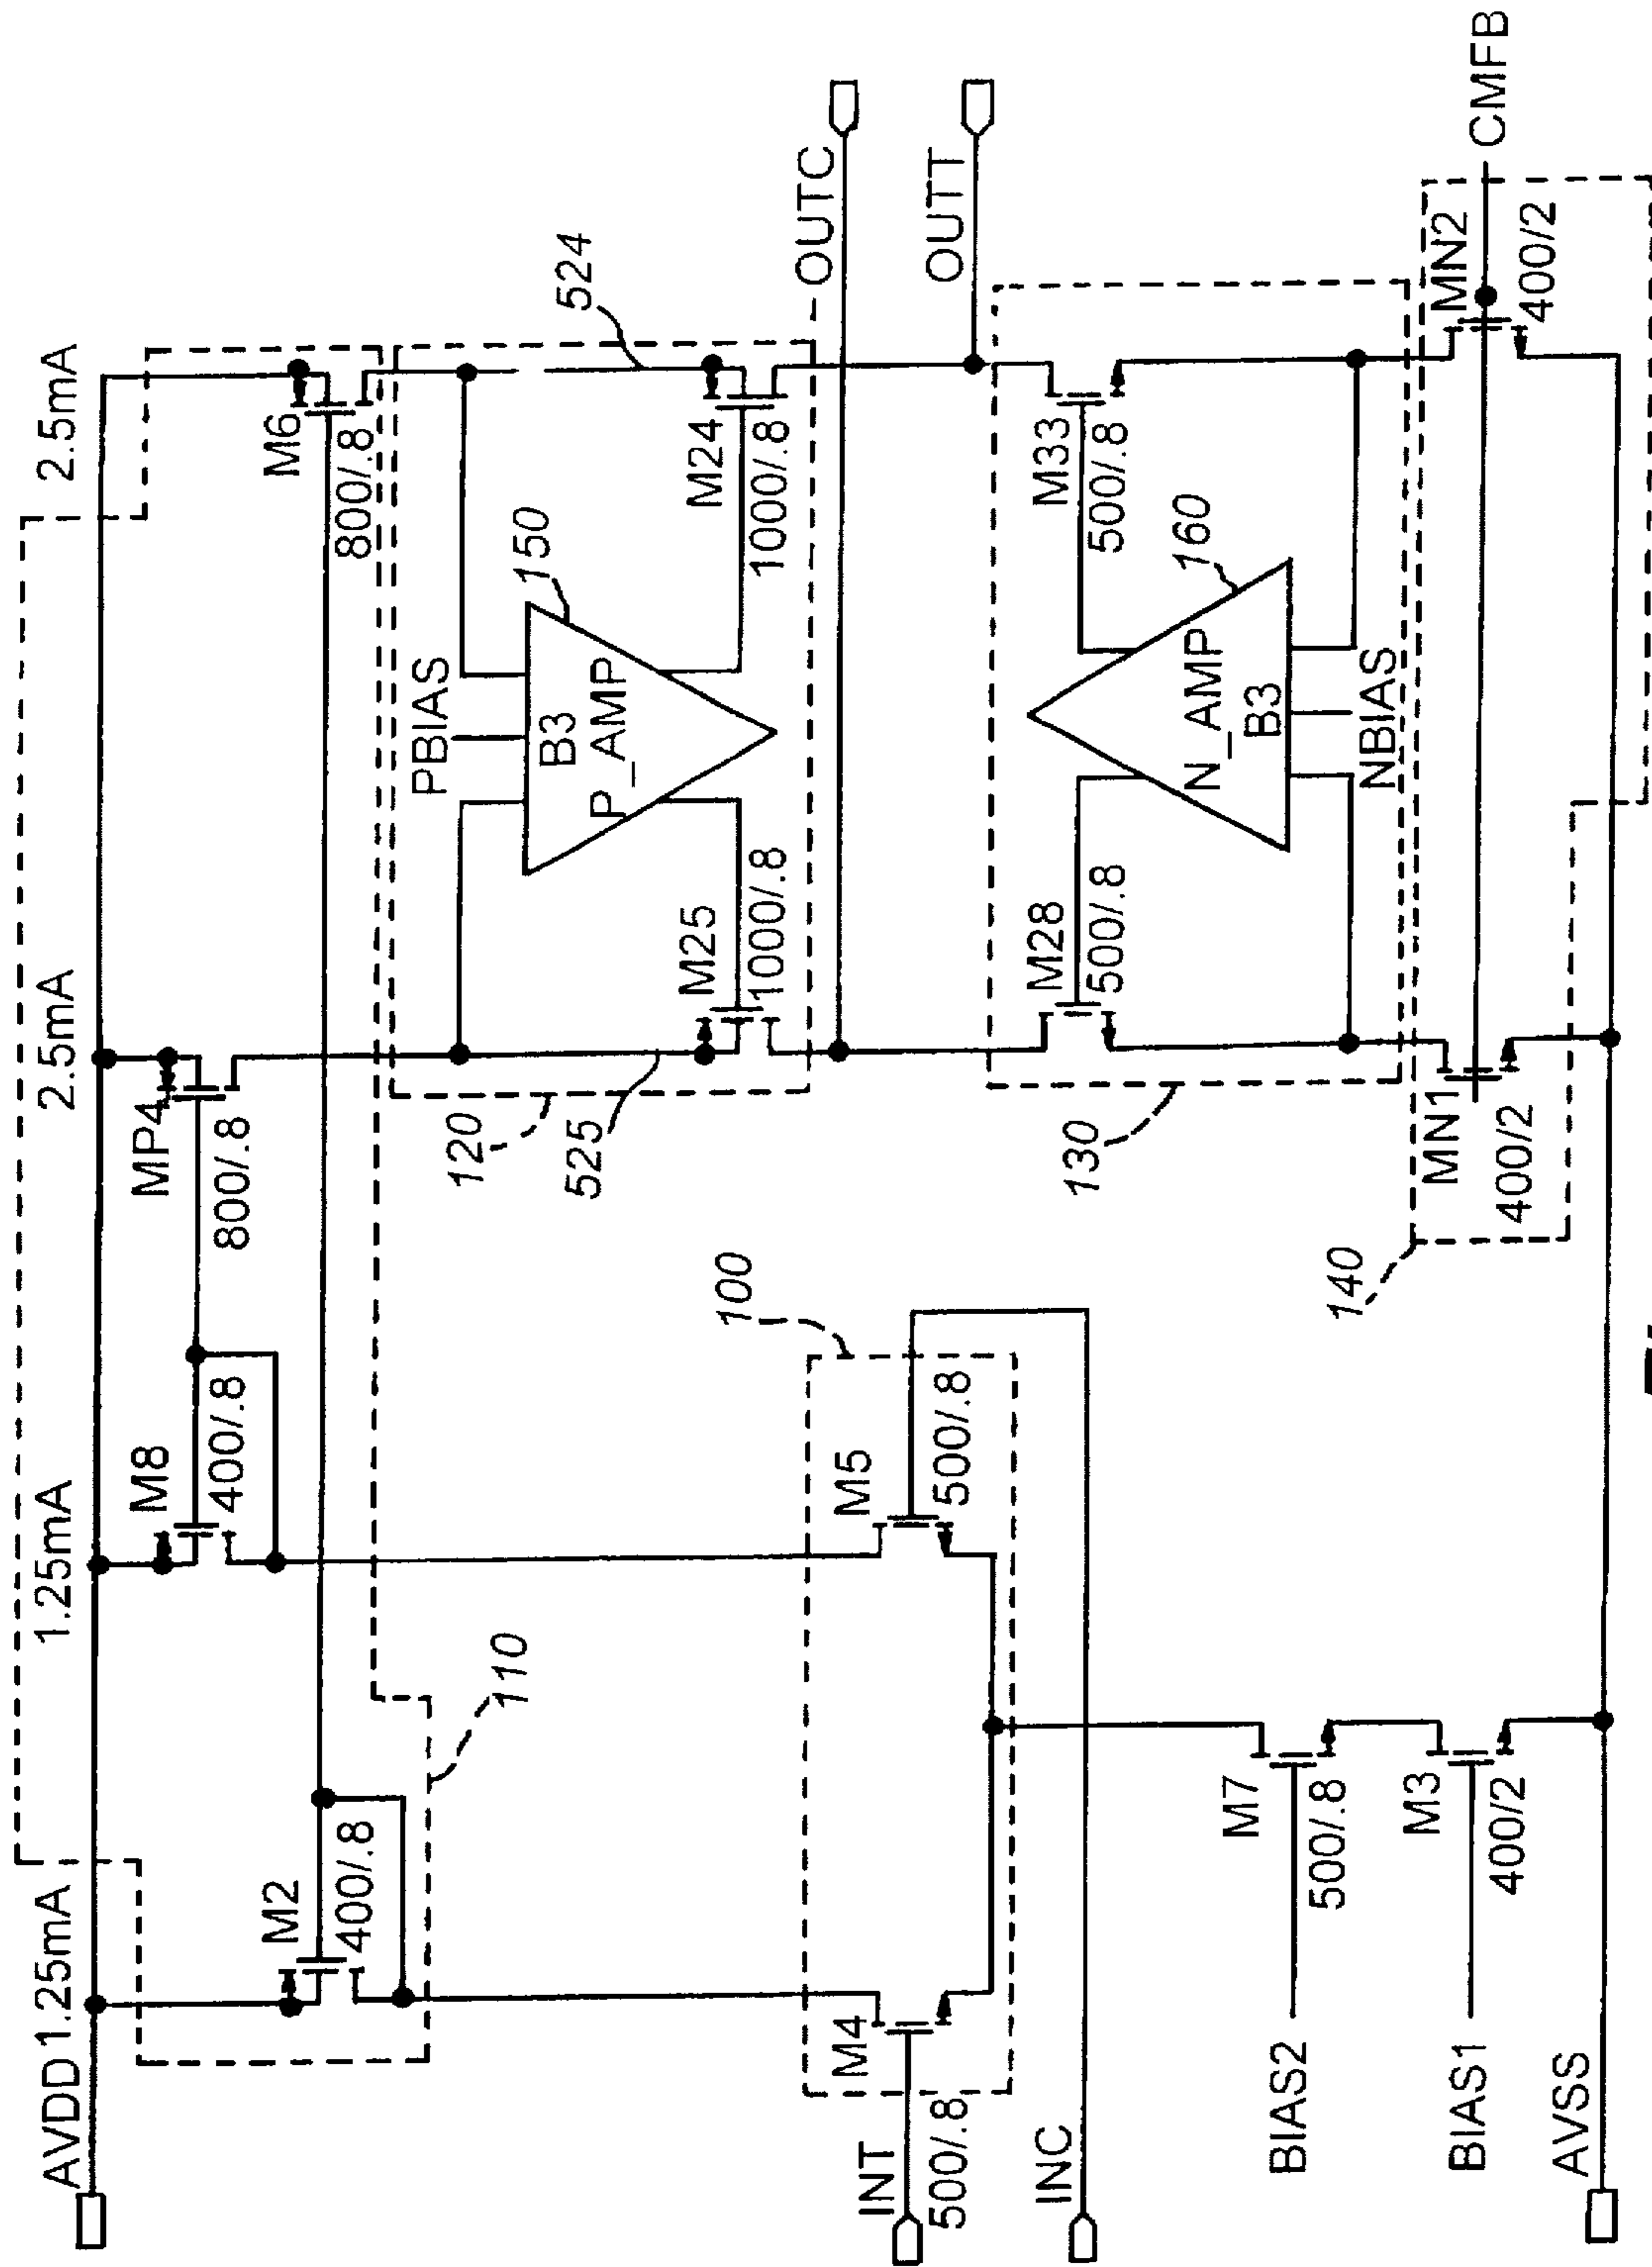 AVDD
1.25mA
1.25mA
2.5mA
2.5mA
M2
400/.8
M8
400/.8
MP4
800/.8
M6
800/.8
110
120
525
PBIAS
B3
P_AMP
150
524
M25
1000/.8
M24
1000/.8
OUTC
OUTT
100
INT
M4
500/.8
M5
500/.8
INC
M28
500/.8
M33
500/.8
N_AMP
B3
160
NBIAS
130
BIAS2
M7
500/.8
BIAS1
M3
400/2
140
MN1
400/2
MN2
400/2
CMFB
AVSS